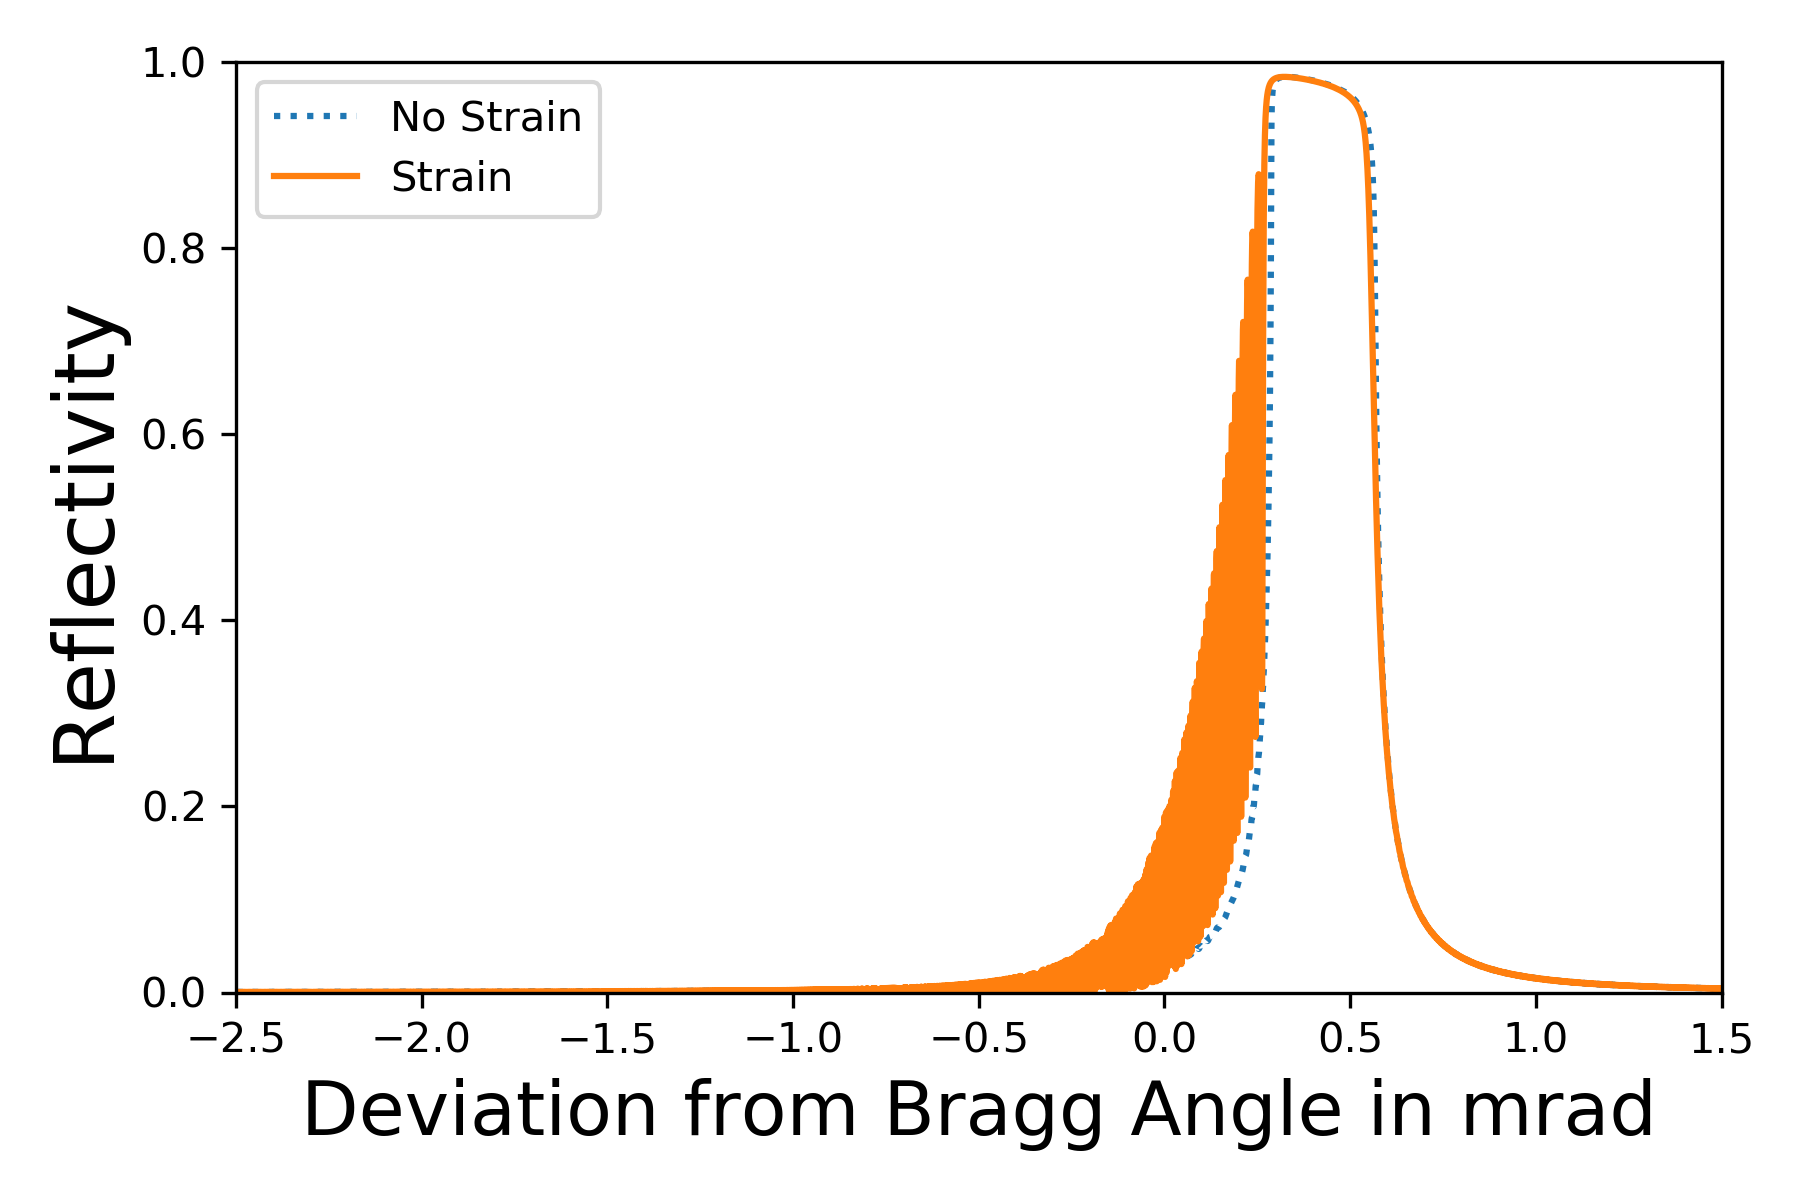 1.0
0.8
0.6
0.4
0.2
0.0
Reflectivity
No Strain
Strain
−2.5 −2.0 −1.5 −1.0 −0.5 0.0 0.5 1.0 1.5
Deviation from Bragg Angle in mrad